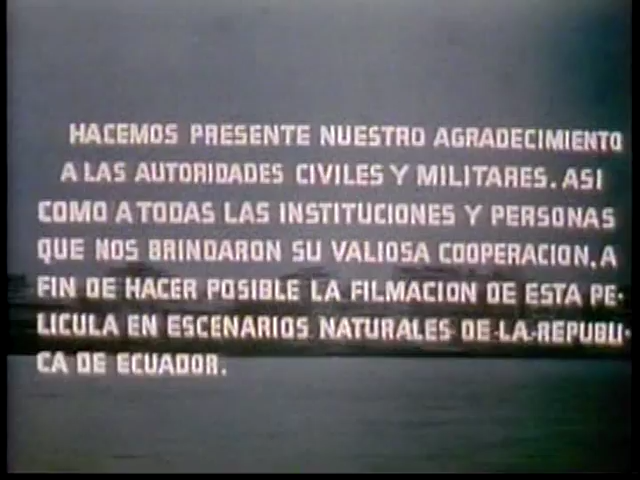 HACEMOS PRESENTE NUESTRO AGRADECIMIENTO
A LAS AUTORIDADES CIVILES Y MILITARES. ASI
COMO A TODAS LAS INSTITUCIONES Y PERSONAS
QUE NOS BRINDARON SU VALIOSA COOPERACION. A
FIN DE HACER POSIBLE LA FILMACION DE ESTA PE-
LICULA EN ESCENARIOS NATURALES DE LA REPUBLI-
CA DE ECUADOR.